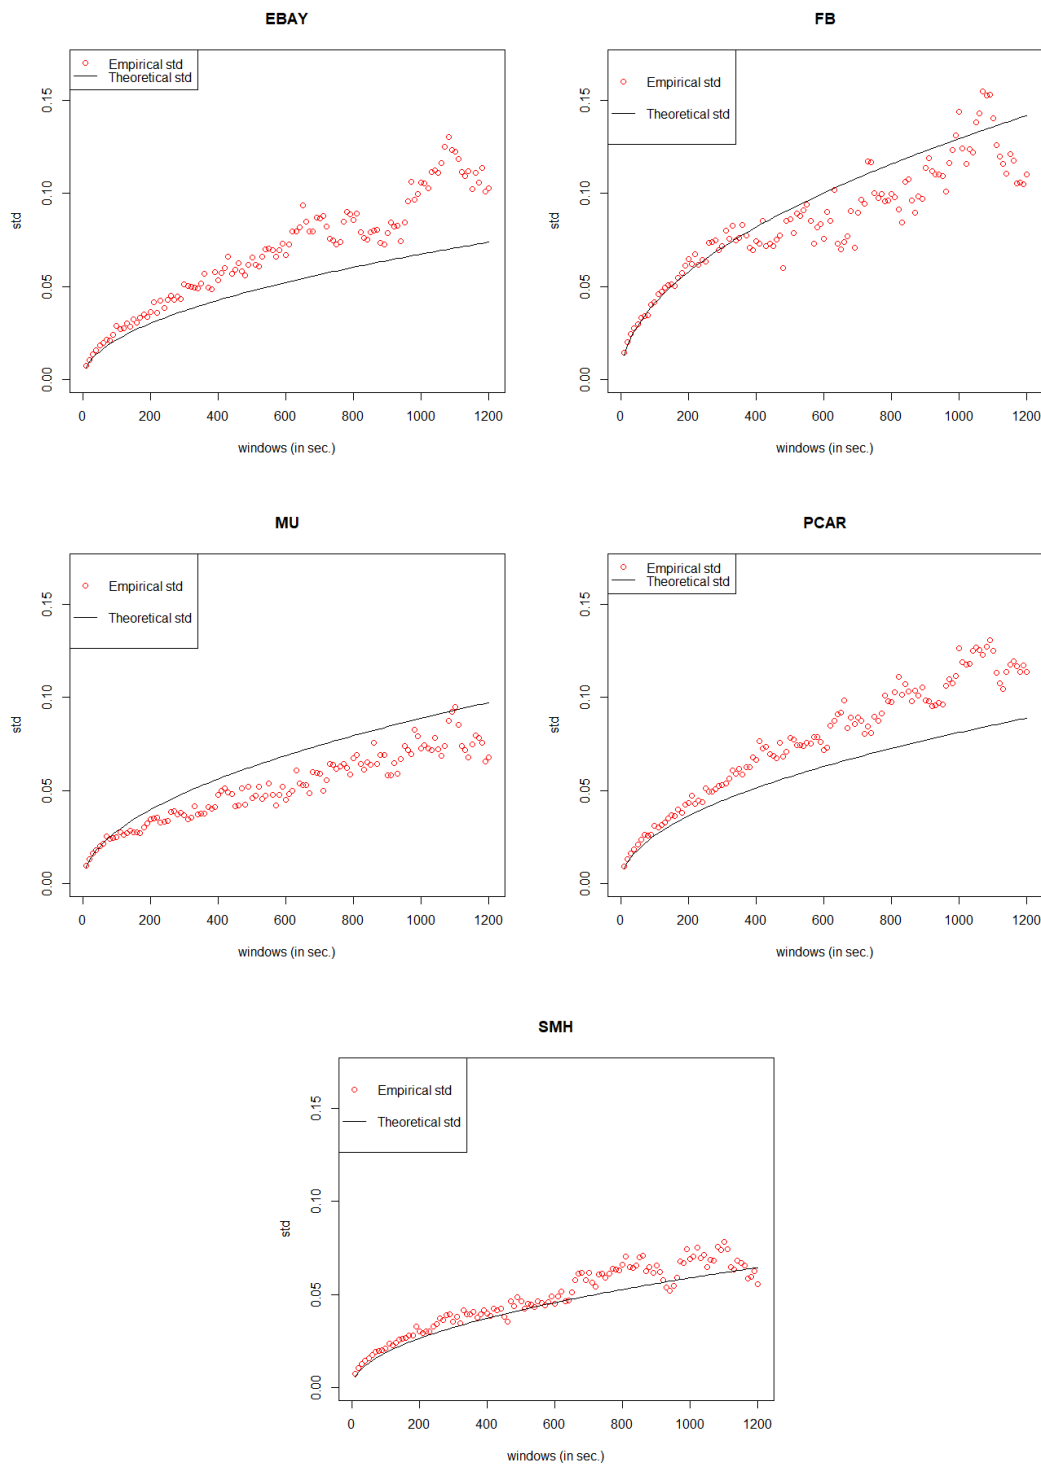 EBAY
Empirical std
Theoretical std
std
0.00 0.05 0.10 0.15
0 200 400 600 800 1000 1200
windows (in sec.)
FB
Empirical std
Theoretical std
std
0.00 0.05 0.10 0.15
0 200 400 600 800 1000 1200
windows (in sec.)
MU
Empirical std
Theoretical std
std
0.00 0.05 0.10 0.15
0 200 400 600 800 1000 1200
windows (in sec.)
PCAR
Empirical std
Theoretical std
std
0.00 0.05 0.10 0.15
0 200 400 600 800 1000 1200
windows (in sec.)
SMH
Empirical std
Theoretical std
std
0.00 0.05 0.10 0.15
0 200 400 600 800 1000 1200
windows (in sec.)